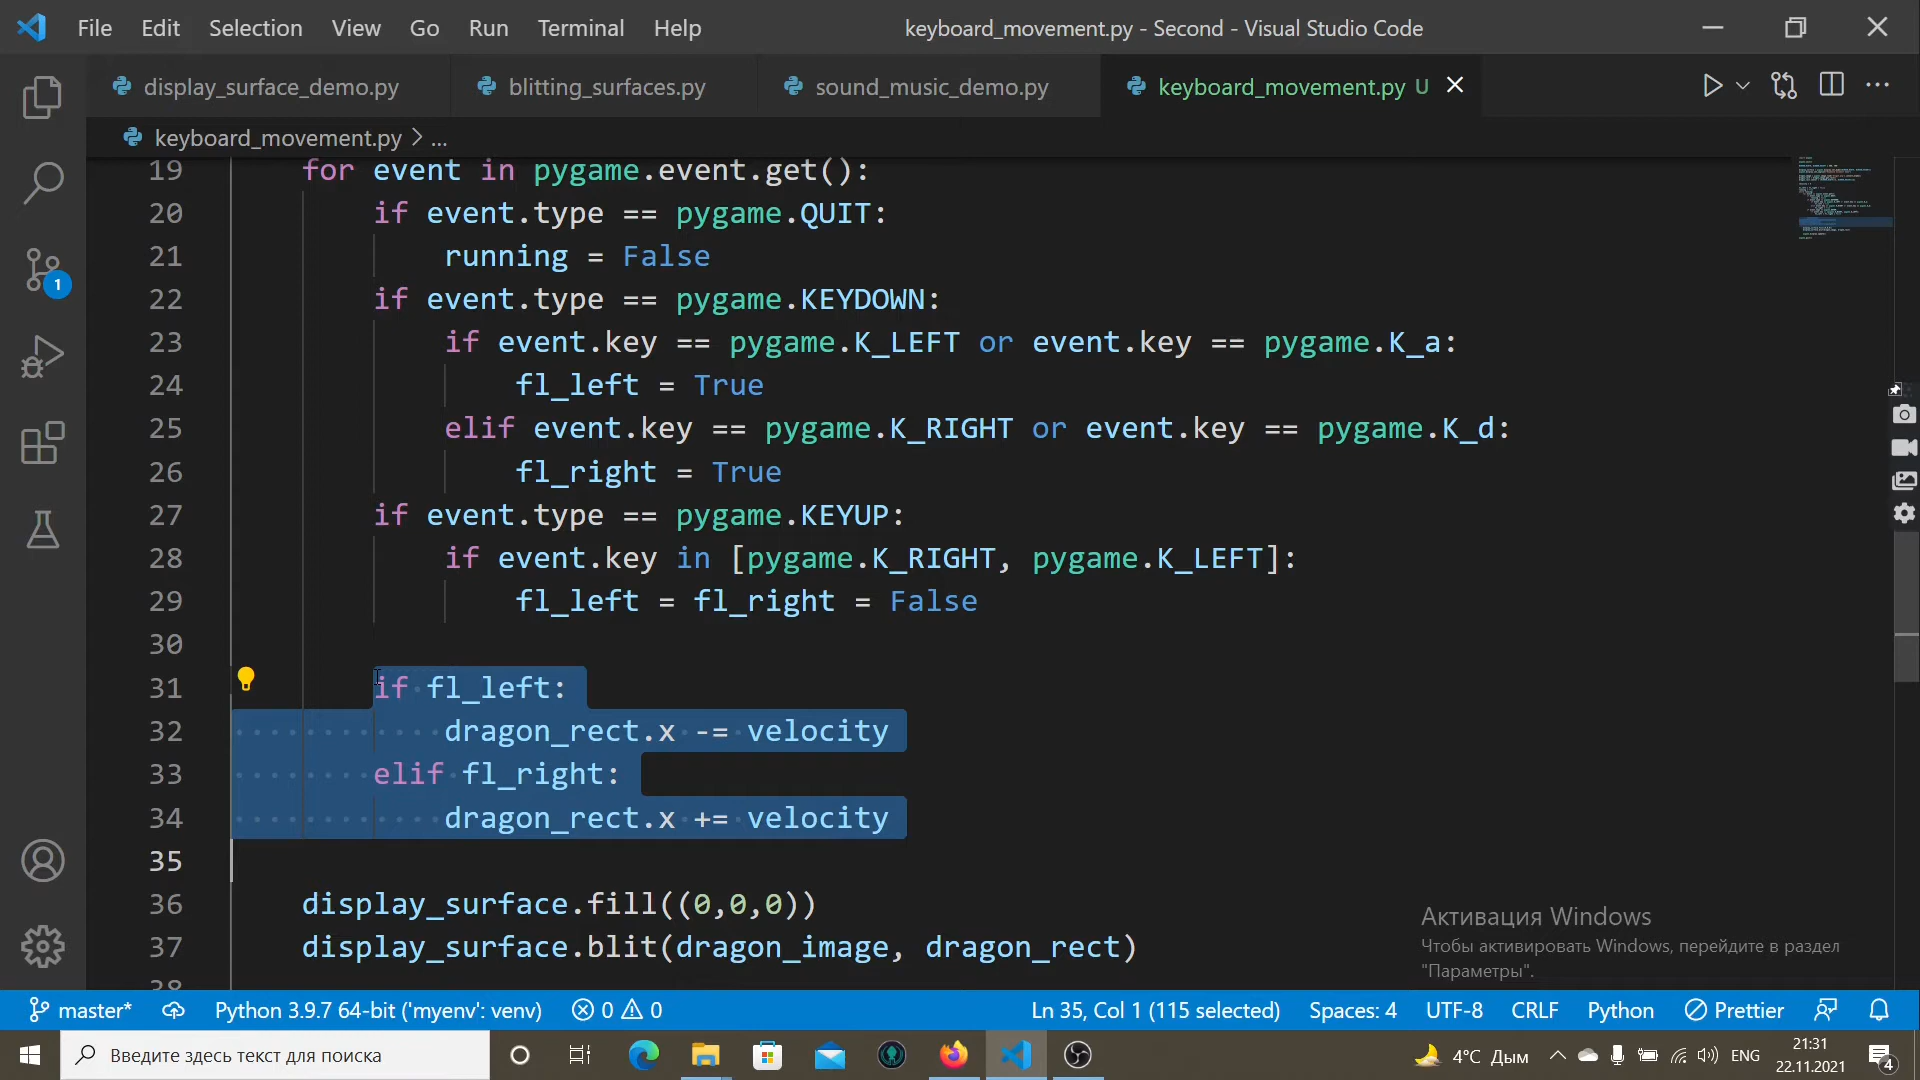 File Edit Selection View Go Run Terminal Help keyboard_movement.py - Second - Visual Studio Code
display_surface_demo.py blitting_surfaces.py sound_music_demo.py keyboard_movement.py U
keyboard_movement.py > ...
19 for event in pygame.event.get():
20 if event.type == pygame.QUIT:
21 running = False
22 if event.type == pygame.KEYDOWN:
23 if event.key == pygame.K_LEFT or event.key == pygame.K_a:
24 fl_left = True
25 elif event.key == pygame.K_RIGHT or event.key == pygame.K_d:
26 fl_right = True
27 if event.type == pygame.KEYUP:
28 if event.key in [pygame.K_RIGHT, pygame.K_LEFT]:
29 fl_left = fl_right = False
30
31 if fl_left:
32 dragon_rect.x -= velocity
33 elif fl_right:
34 dragon_rect.x += velocity
35
36 display_surface.fill((0,0,0))
37 display_surface.blit(dragon_image, dragon_rect)
38
1
Активация Windows
Чтобы активировать Windows, перейдите в раздел
"Параметры".
master* Python 3.9.7 64-bit ('myenv': venv) 0 0 Ln 35, Col 1 (115 selected) Spaces: 4 UTF-8 CRLF Python Prettier
Введите здесь текст для поиска
4°C Дым ENG
21:31
22.11.2021
4